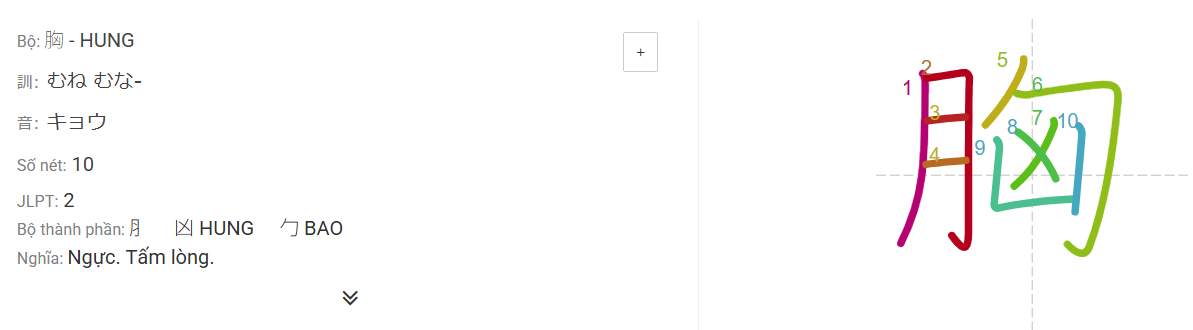 Bộ: 胸 - HUNG
+
訓: むね むな-
音: キョウ
Số nét: 10
JLPT: 2
Bộ thành phần: ⺼ 凶 HUNG 勹 BAO
Nghĩa: Ngực. Tấm lòng.
胸
1 2 3 4 5 6 7 8 9 10